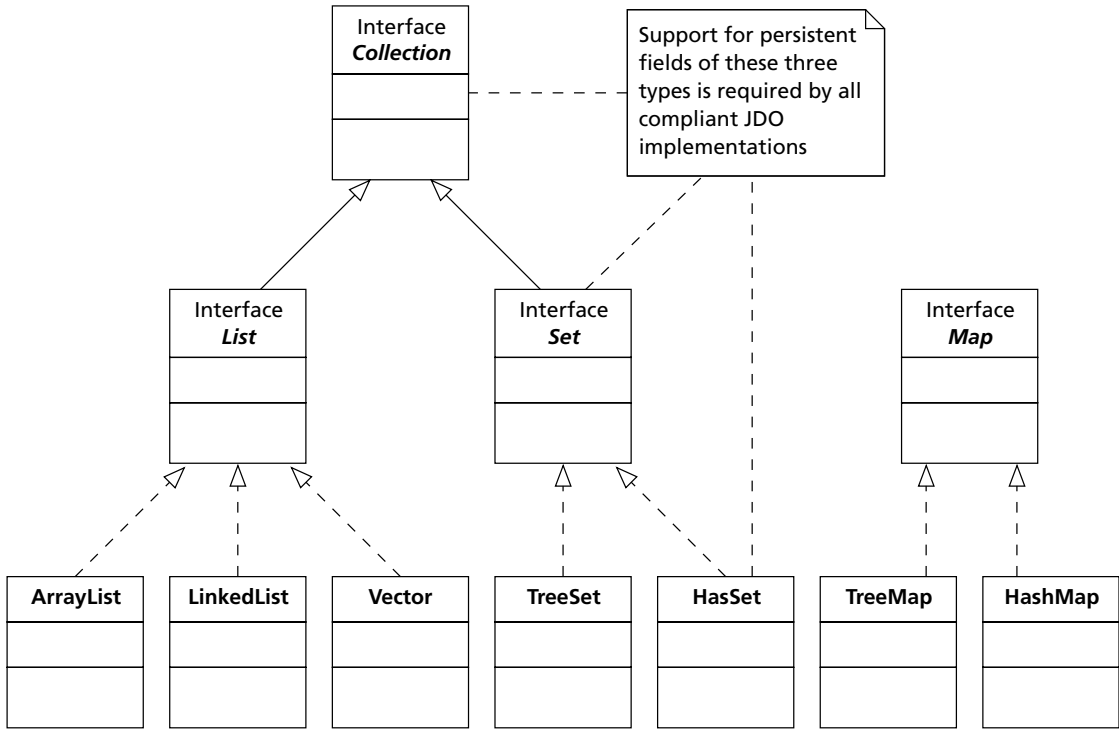 Interface
Collection
Support for persistent
fields of these three
types is required by all
compliant JDO
implementations
Interface
List
Interface
Set
Interface
Map
ArrayList
LinkedList
Vector
TreeSet
HasSet
TreeMap
HashMap